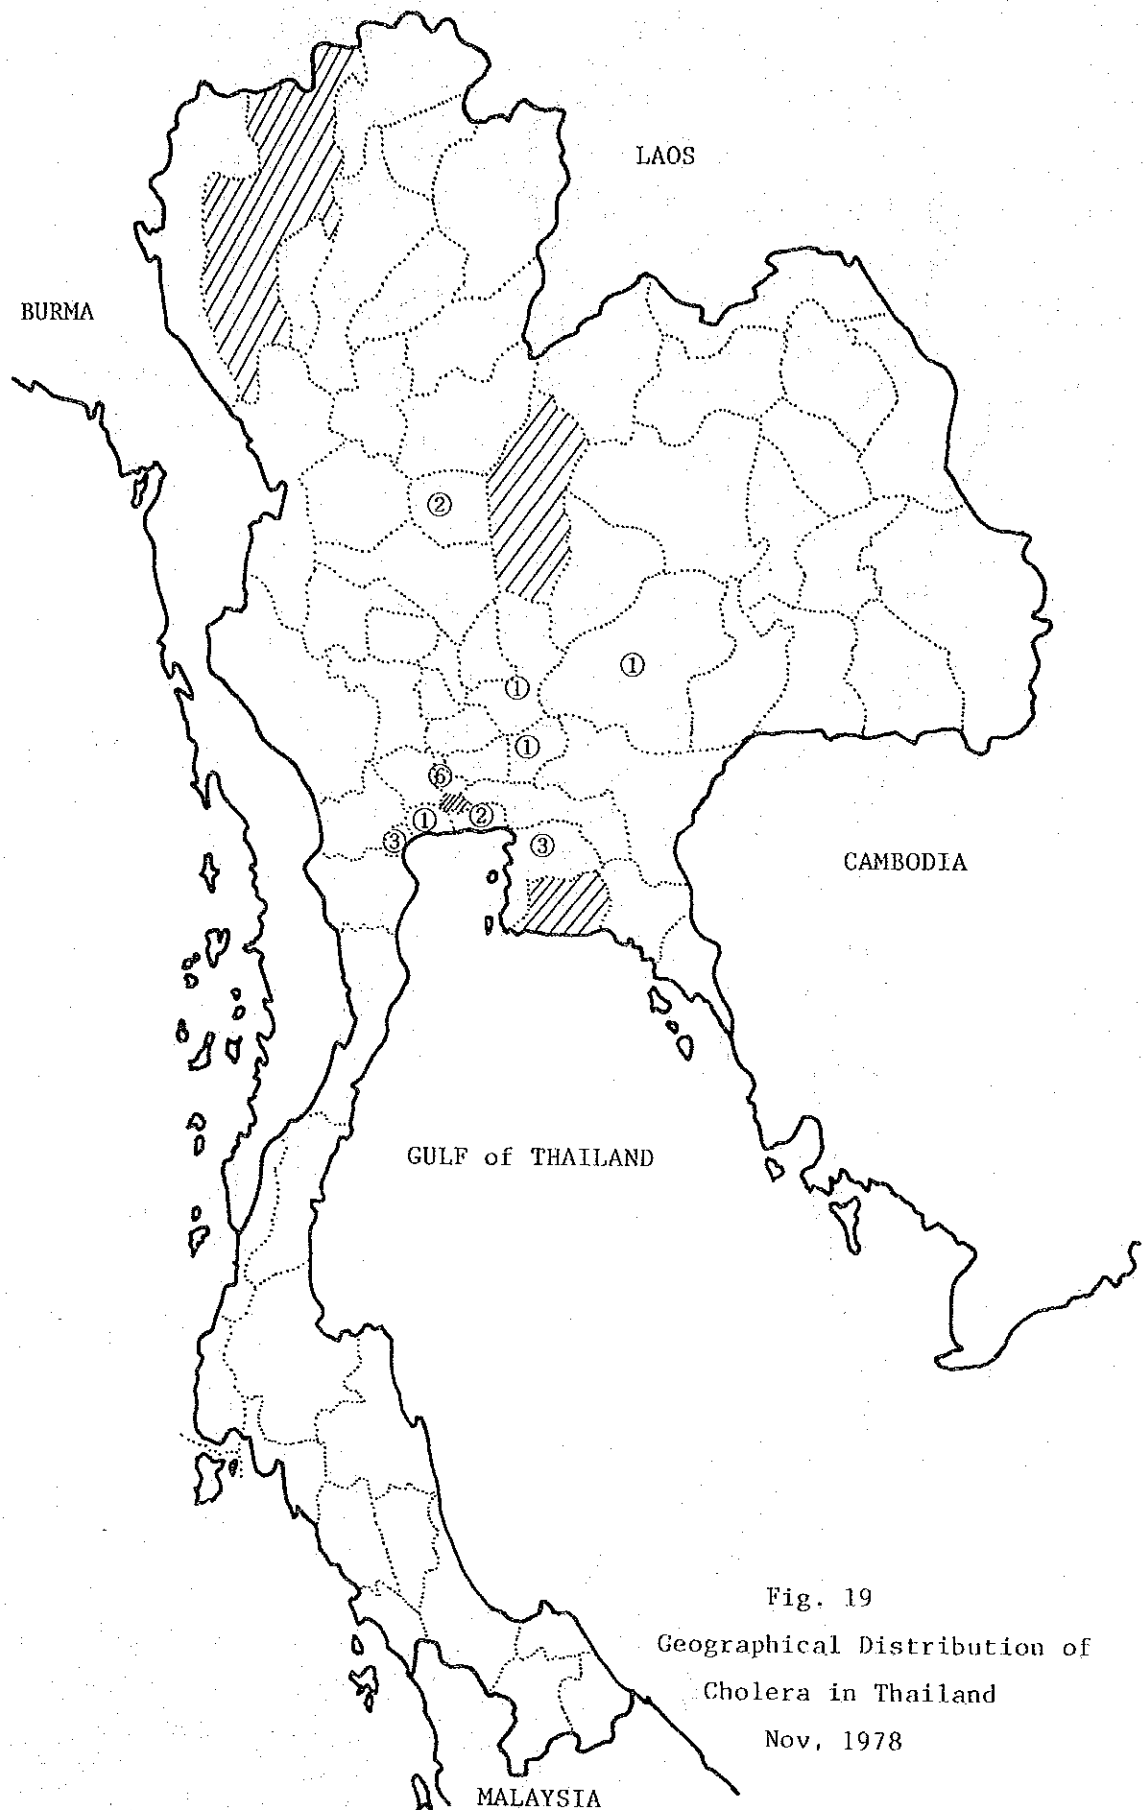 LAOS
BURMA
②
①
①
①
⑥
①
②
③
③
CAMBODIA
GULF of THAILAND
Fig. 19
Geographical Distribution of
Cholera in Thailand
Nov, 1978
MALAYSIA